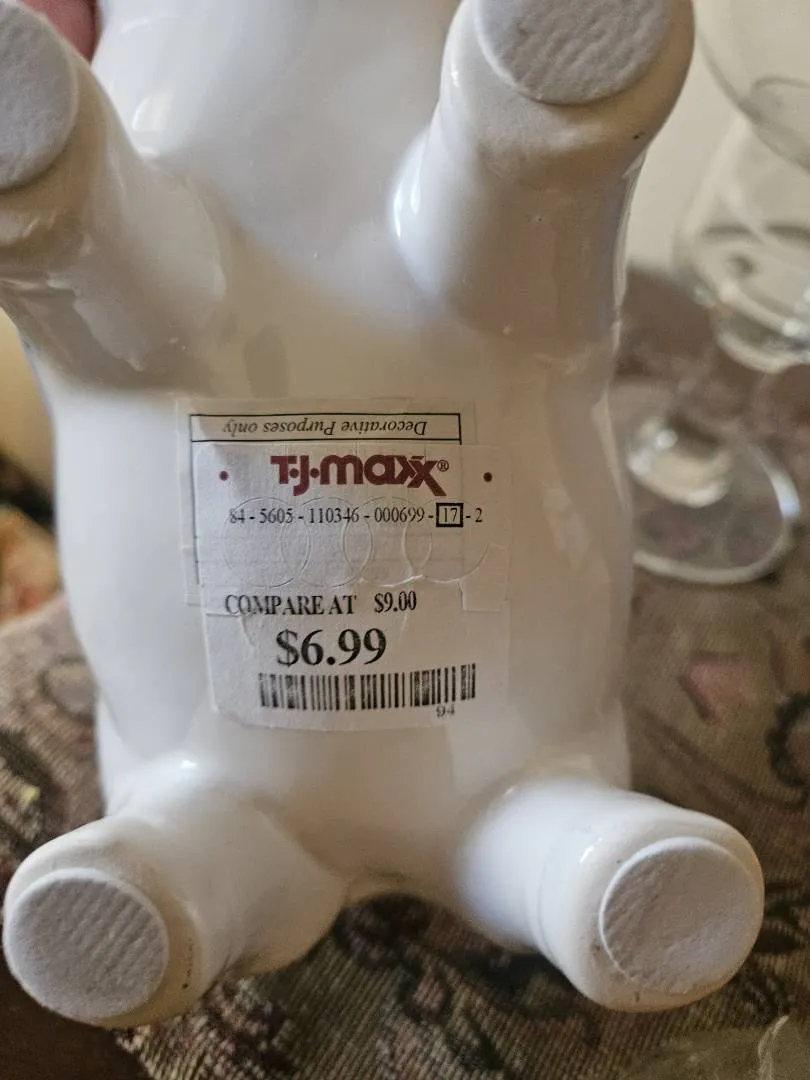 Decorative Purposes only
T·J·maxx®
84 - 5605 - 110346 - 000699 - 17 - 2
COMPARE AT $9.00
$6.99
94